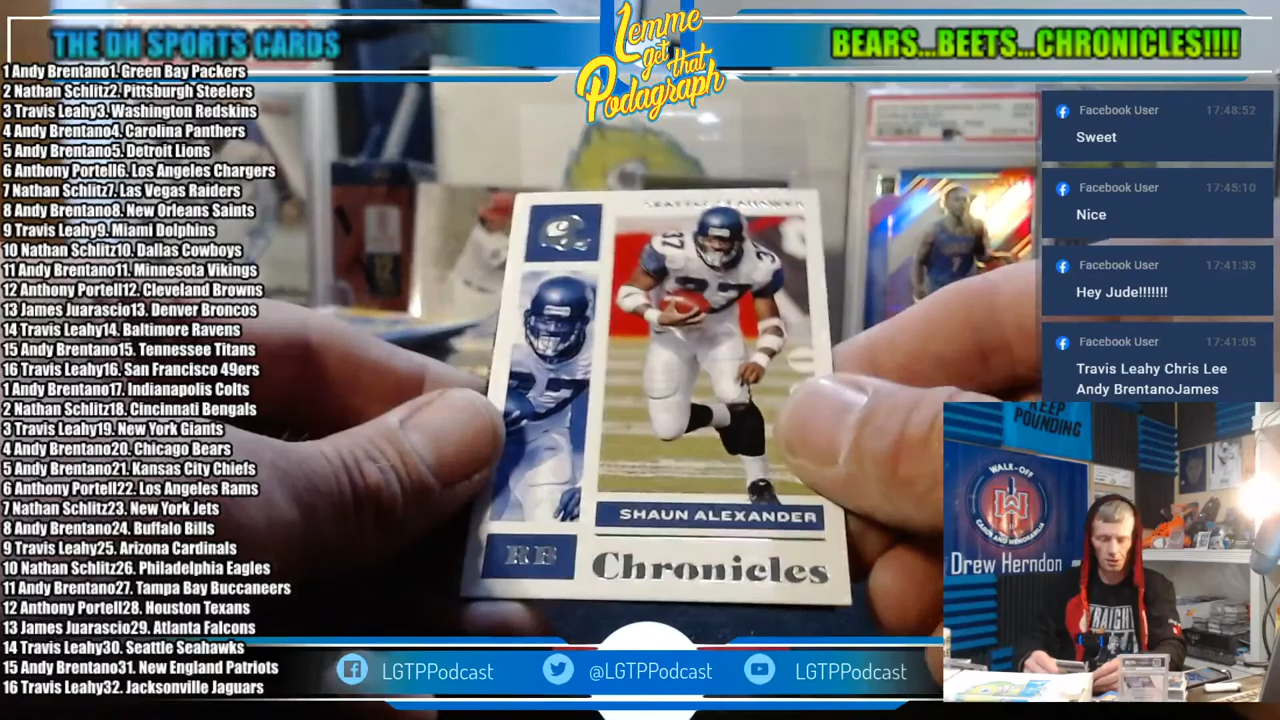 THE DH SPORTS CARDS
Lemme
get
that
Podagraph
BEARS...BEETS...CHRONICLES!!!!
1 Andy Brentano1. Green Bay Packers
2 Nathan Schlitz2. Pittsburgh Steelers
3 Travis Leahy3. Washington Redskins
4 Andy Brentano4. Carolina Panthers
5 Andy Brentano5. Detroit Lions
6 Anthony Portell6. Los Angeles Chargers
7 Nathan Schlitz7. Las Vegas Raiders
8 Andy Brentano8. New Orleans Saints
9 Travis Leahy9. Miami Dolphins
10 Nathan Schlitz10. Dallas Cowboys
11 Andy Brentano11. Minnesota Vikings
12 Anthony Portell12. Cleveland Browns
13 James Juarascio13. Denver Broncos
14 Travis Leahy14. Baltimore Ravens
15 Andy Brentano15. Tennessee Titans
16 Travis Leahy16. San Francisco 49ers
1 Andy Brentano17. Indianapolis Colts
2 Nathan Schlitz18. Cincinnati Bengals
3 Travis Leahy19. New York Giants
4 Andy Brentano20. Chicago Bears
5 Andy Brentano21. Kansas City Chiefs
6 Anthony Portell22. Los Angeles Rams
7 Nathan Schlitz23. New York Jets
8 Andy Brentano24. Buffalo Bills
9 Travis Leahy25. Arizona Cardinals
10 Nathan Schlitz26. Philadelphia Eagles
11 Andy Brentano27. Tampa Bay Buccaneers
12 Anthony Portell28. Houston Texans
13 James Juarascio29. Atlanta Falcons
14 Travis Leahy30. Seattle Seahawks
15 Andy Brentano31. New England Patriots
16 Travis Leahy32. Jacksonville Jaguars
SEATTLE SEAHAWKS
37
37
SHAUN ALEXANDER
RB
Chronicles
Facebook User 17:48:52
Sweet
Facebook User 17:45:10
Nice
Facebook User 17:41:33
Hey Jude!!!!!!!
Facebook User 17:41:05
Travis Leahy Chris Lee
Andy BrentanoJames
KEEP
POUNDING
WALK-OFF
W
CARDS AND MEMORABILIA
Drew Herndon
LGTPPodcast
@LGTPPodcast
LGTPPodcast